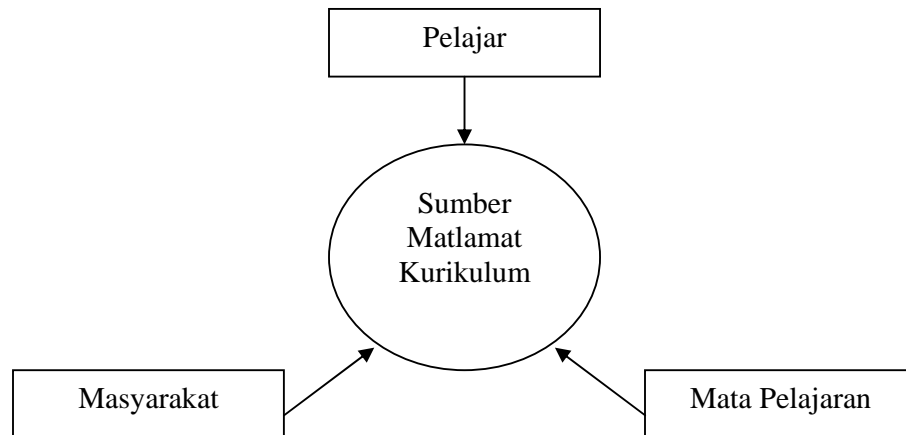 Pelajar
Sumber
Matlamat
Kurikulum
Masyarakat
Mata Pelajaran